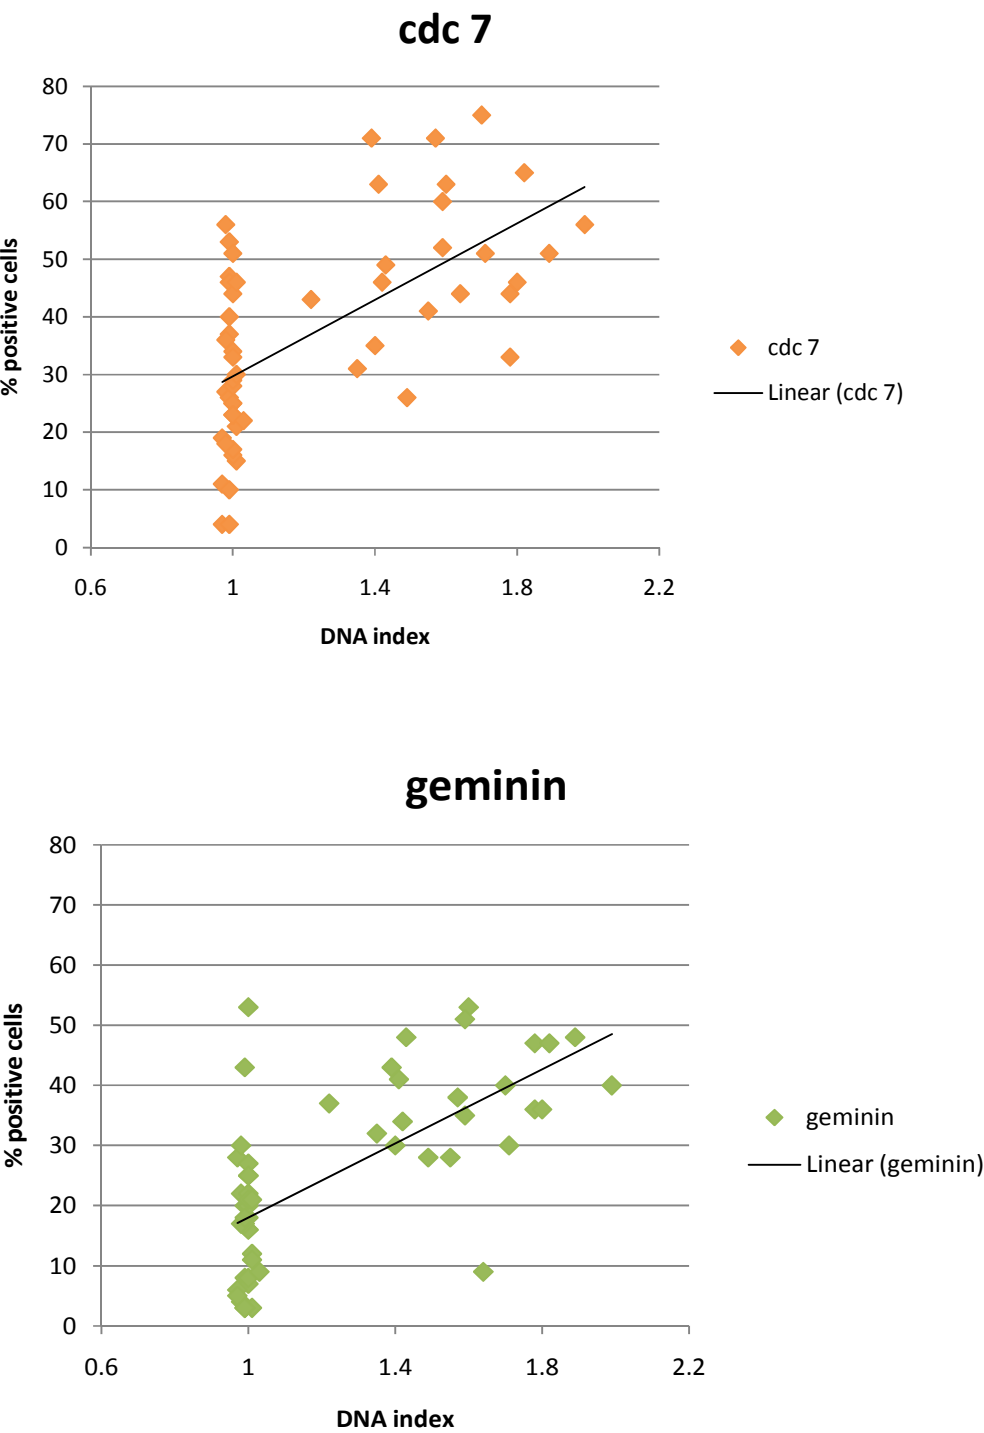 cdc 7
80
70
60
50
40
30
20
10
0
% positive cells
0.6 1 1.4 1.8 2.2
DNA index
cdc 7
Linear (cdc 7)
geminin
80
70
60
50
40
30
20
10
0
% positive cells
0.6 1 1.4 1.8 2.2
DNA index
geminin
Linear (geminin)